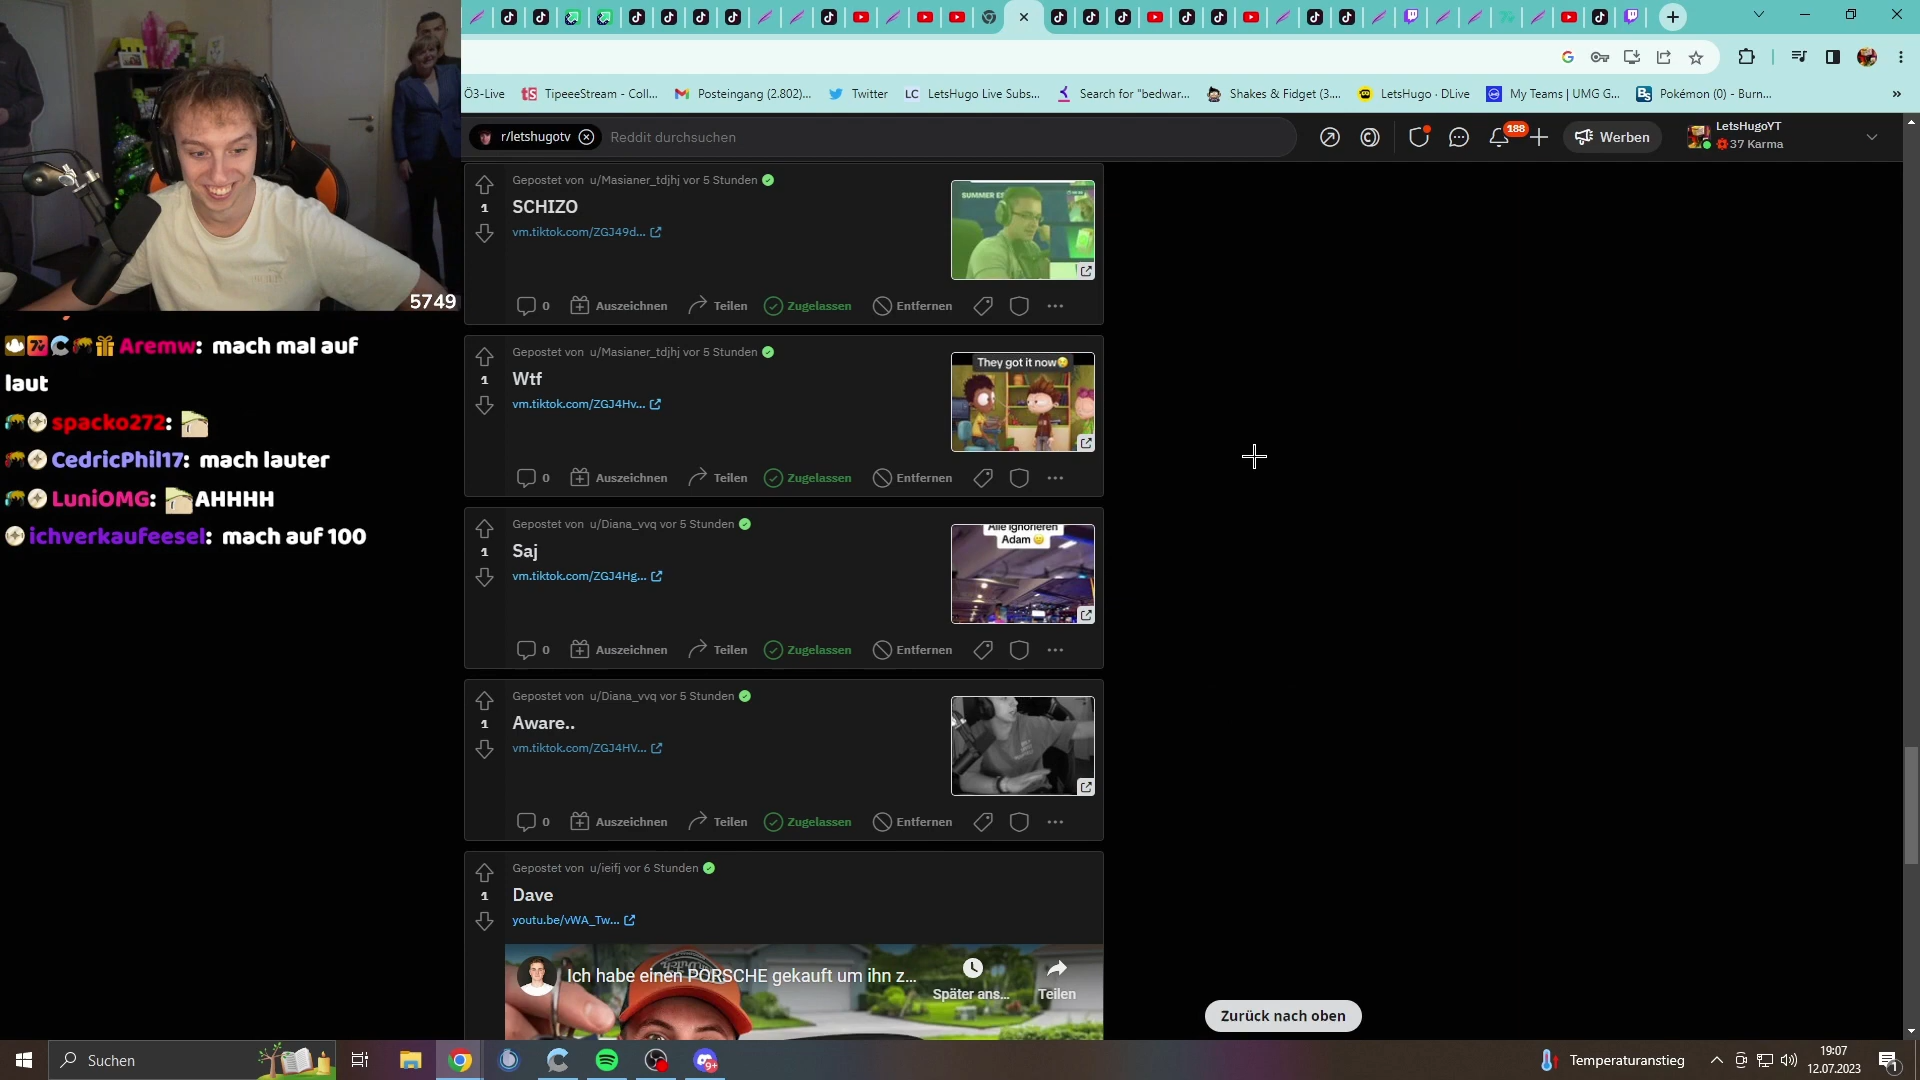 Ö3-Live
TipeeeStream - Coll...
Posteingang (2.802)...
Twitter
LC LetsHugo Live Subs...
Search for "bedwar...
Shakes & Fidget (3....
LetsHugo · DLive
My Teams | UMG G...
Bs Pokémon (0) - Burn...
»
r/letshugotv
Reddit durchsuchen
188
Werben
LetsHugoYT
37 Karma
5749
Aremw: mach mal auf
laut
spacko272:
CedricPhil17: mach lauter
LuniOMG: AHHHH
ichverkaufeesel: mach auf 100
Gepostet von u/Masianer_tdjhj vor 5 Stunden
1
SCHIZO
vm.tiktok.com/ZGJ49d...
0 Auszeichnen Teilen Zugelassen Entfernen
Gepostet von u/Masianer_tdjhj vor 5 Stunden
1
Wtf
vm.tiktok.com/ZGJ4Hv...
They got it now
0 Auszeichnen Teilen Zugelassen Entfernen
Gepostet von u/Diana_vvq vor 5 Stunden
1
Saj
vm.tiktok.com/ZGJ4Hg...
Alle ignorieren
Adam
0 Auszeichnen Teilen Zugelassen Entfernen
Gepostet von u/Diana_vvq vor 5 Stunden
1
Aware..
vm.tiktok.com/ZGJ4HV...
0 Auszeichnen Teilen Zugelassen Entfernen
Gepostet von u/ieifj vor 6 Stunden
1
Dave
youtu.be/vWA_Tw...
Ich habe einen PORSCHE gekauft um ihn z...
Später ans...
Teilen
Zurück nach oben
Suchen
9+
Temperaturanstieg
19:07
12.07.2023
1